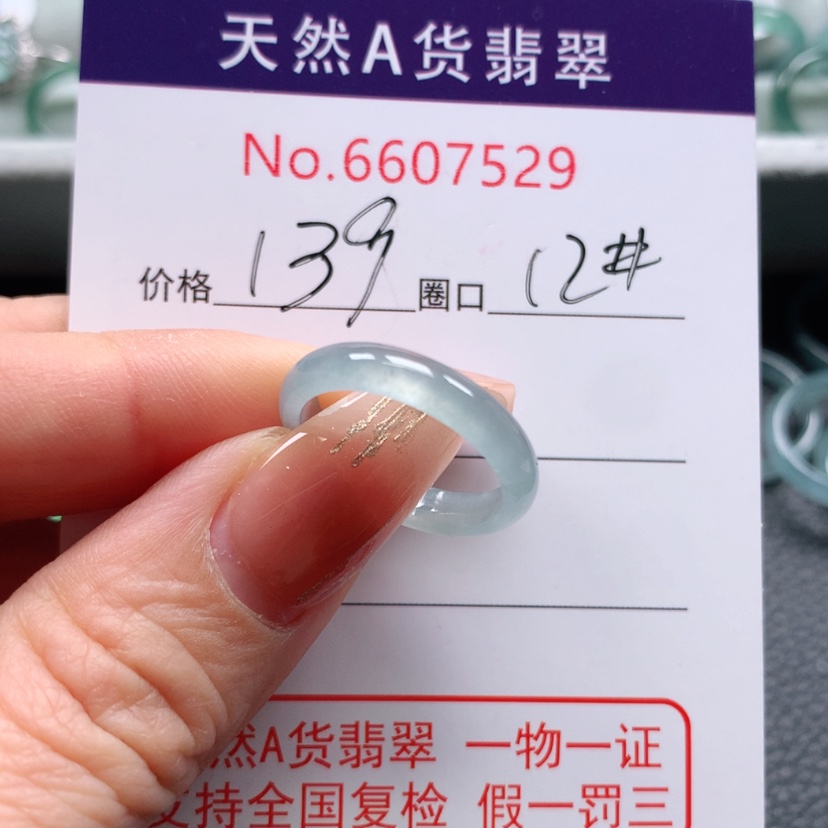 天然A货翡翠
No.6607529
价格 139 圈口 12#
然A货翡翠 一物一证
支持全国复检 假一罚三